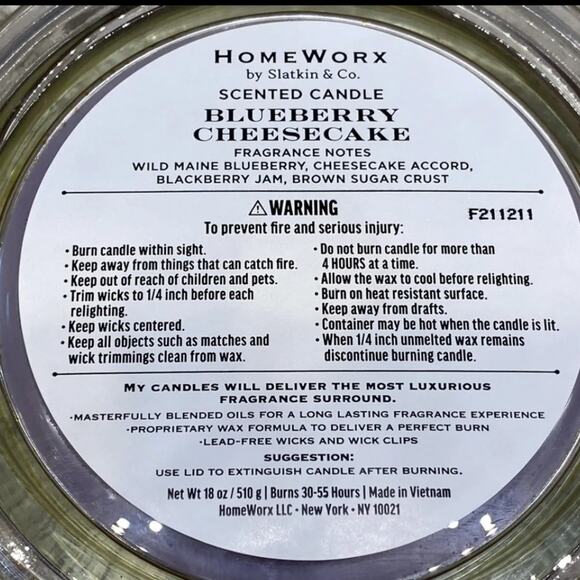 HOMEWORX
by Slatkin & Co.
SCENTED CANDLE
BLUEBERRY
CHEESECAKE
FRAGRANCE NOTES
WILD MAINE BLUEBERRY, CHEESECAKE ACCORD,
BLACKBERRY JAM, BROWN SUGAR CRUST
⚠WARNING
F211211
To prevent fire and serious injury:
• Burn candle within sight.
• Keep away from things that can catch fire.
• Keep out of reach of children and pets.
• Trim wicks to 1/4 inch before each
relighting.
• Keep wicks centered.
• Keep all objects such as matches and
wick trimmings clean from wax.
• Do not burn candle for more than
4 HOURS at a time.
• Allow the wax to cool before relighting.
• Burn on heat resistant surface.
• Keep away from drafts.
• Container may be hot when the candle is lit.
• When 1/4 inch unmelted wax remains
discontinue burning candle.
MY CANDLES WILL DELIVER THE MOST LUXURIOUS
FRAGRANCE SURROUND.
•MASTERFULLY BLENDED OILS FOR A LONG LASTING FRAGRANCE EXPERIENCE
•PROPRIETARY WAX FORMULA TO DELIVER A PERFECT BURN
•LEAD-FREE WICKS AND WICK CLIPS
SUGGESTION:
USE LID TO EXTINGUISH CANDLE AFTER BURNING.
Net Wt 18 oz / 510 g | Burns 30-55 Hours | Made in Vietnam
HomeWorx LLC • New York • NY 10021